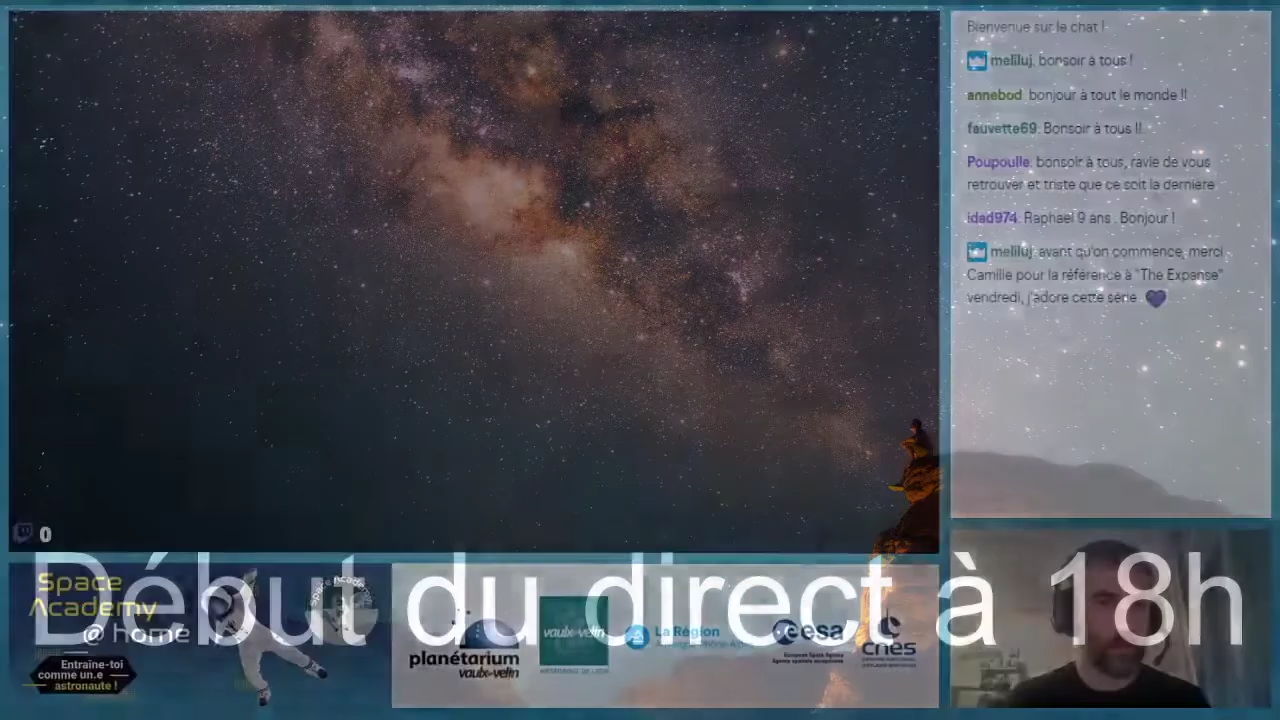 Bienvenue sur le chat !
meliluj: bonsoir à tous !
annebod: bonjour à tout le monde !!
fauvette69: Bonsoir à tous !!
Poupoulle: bonsoir à tous, ravie de vous
retrouver et triste que ce soit la dernière
idad974: Raphael 9 ans . Bonjour !
meliluj: avant qu'on commence, merci
Camille pour la référence à "The Expanse"
vendredi, j'adore cette série
0
Début du direct à 18h
Space
Academy
@ home
Entraine-toi
comme un.e
astronaute !
Space Academy
planétarium
vaulx-en-velin
vaulx-en-velin
La Région
esa
cnes